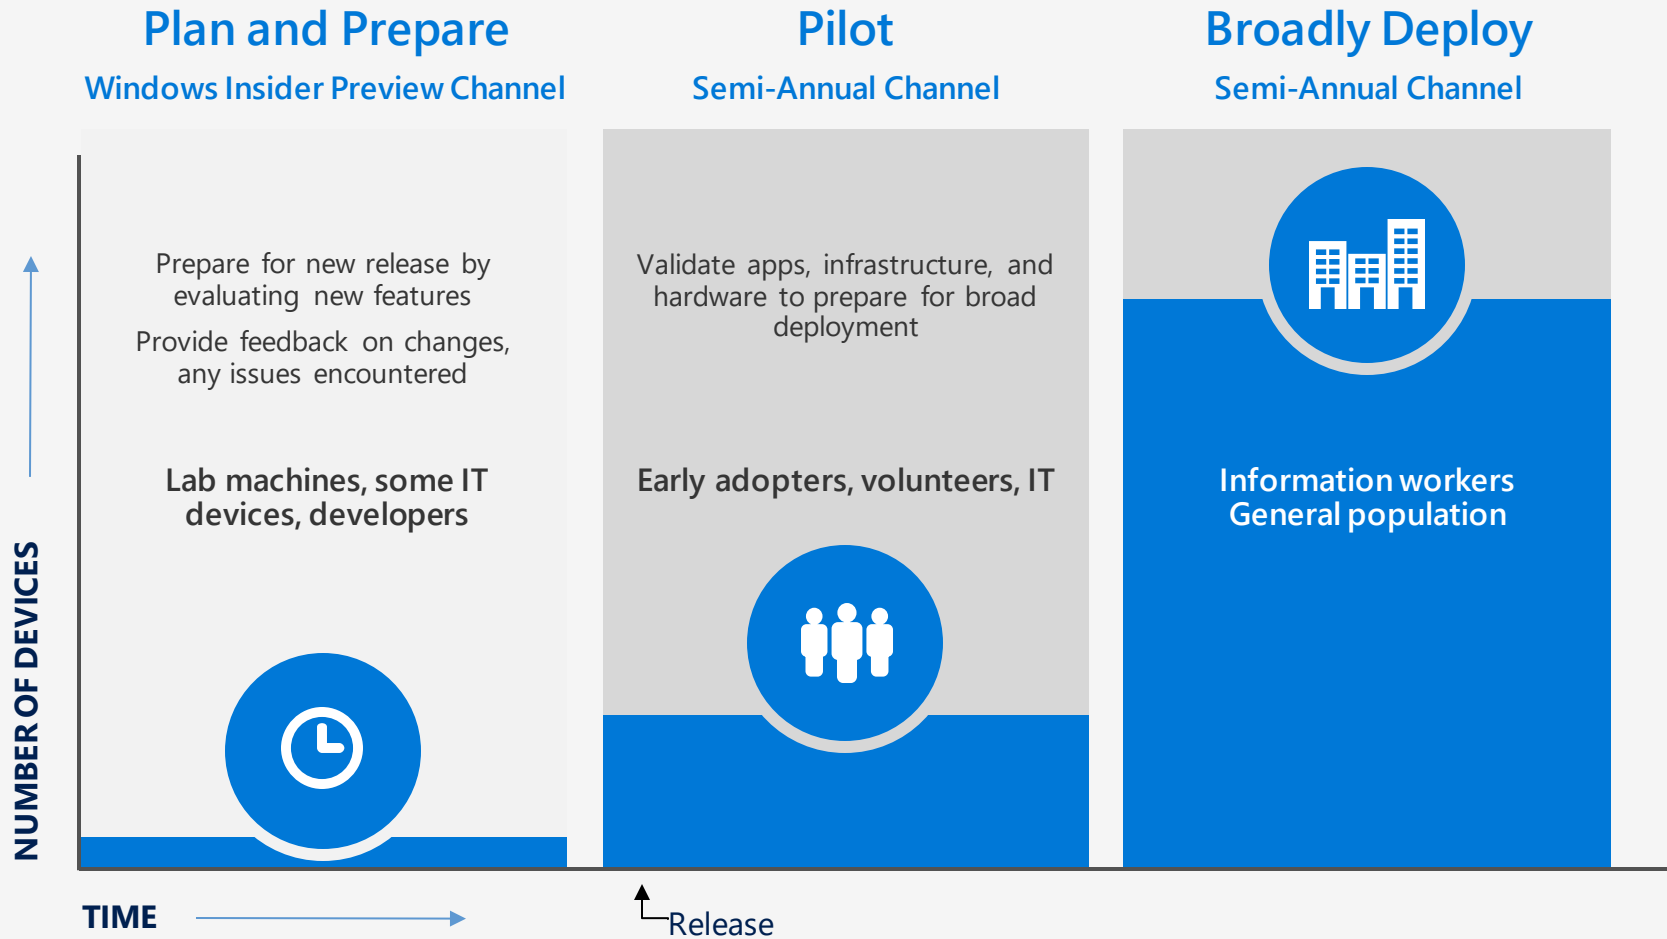 Plan and Prepare
Windows Insider Preview Channel
Prepare for new release by
evaluating new features
Provide feedback on changes,
any issues encountered
Lab machines, some IT
devices, developers
Pilot
Semi-Annual Channel
Validate apps, infrastructure, and
hardware to prepare for broad
deployment
Early adopters, volunteers, IT
Broadly Deploy
Semi-Annual Channel
Information workers
General population
NUMBER OF DEVICES
TIME
Release